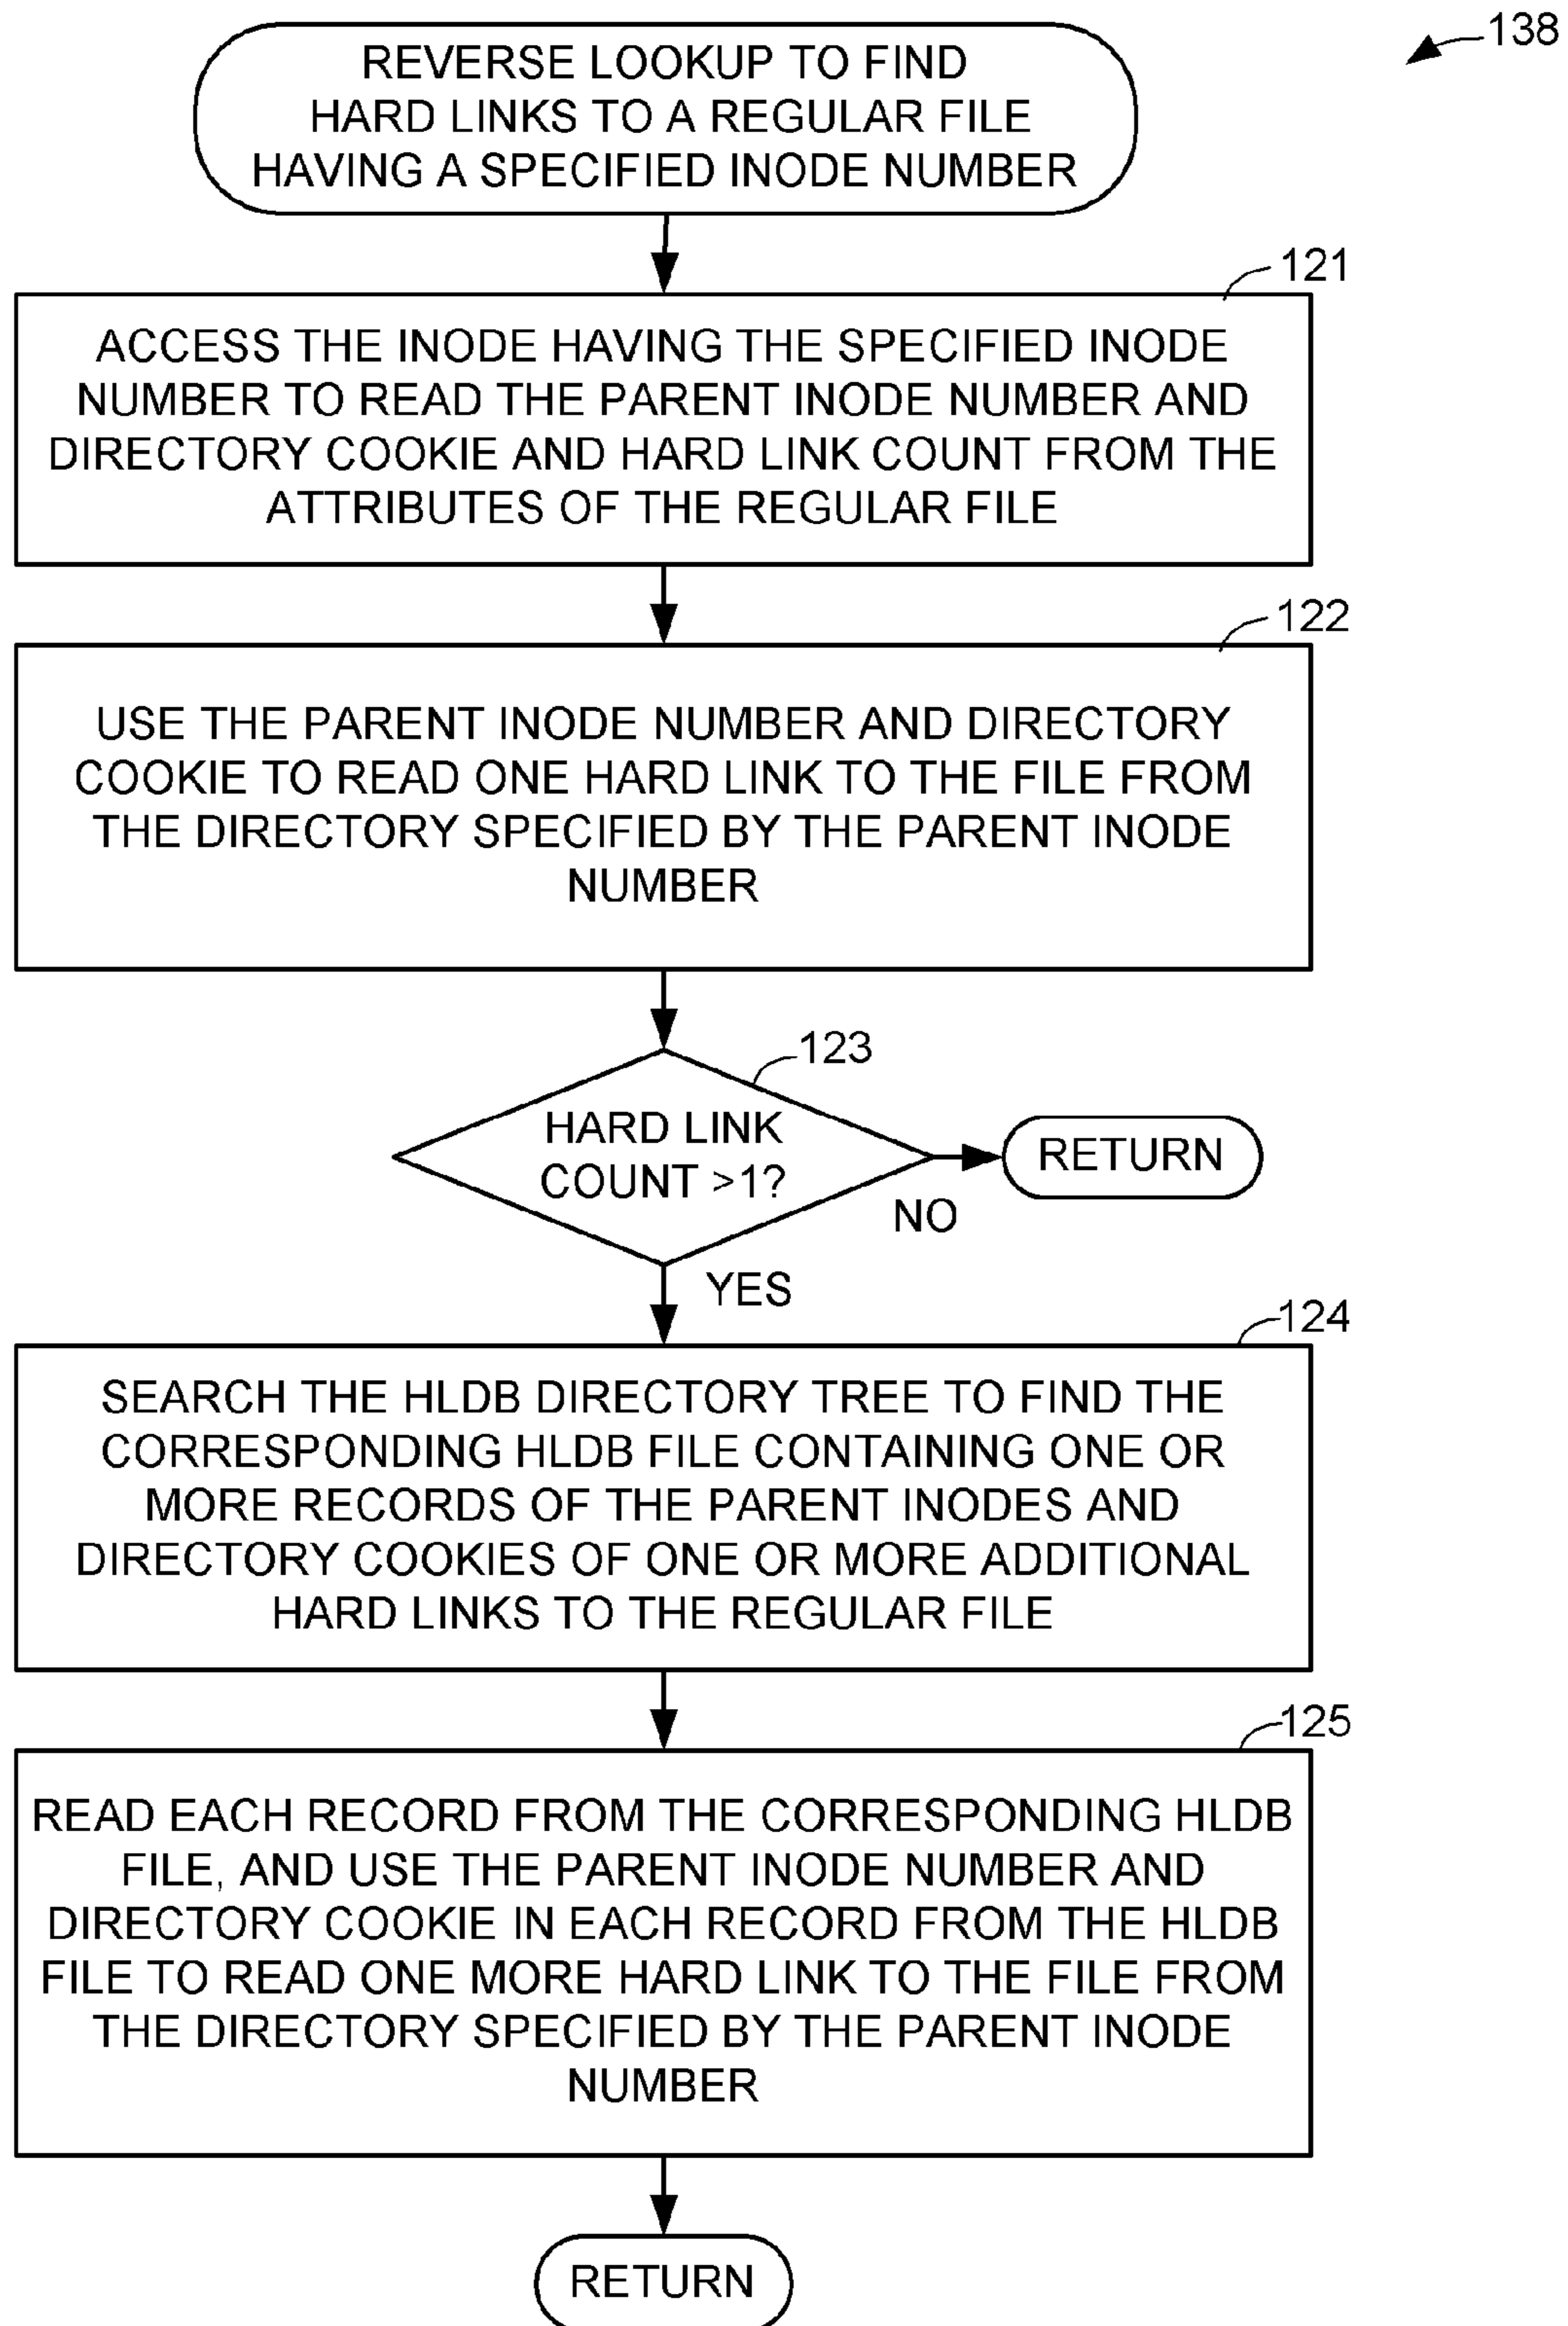 138
REVERSE LOOKUP TO FIND
HARD LINKS TO A REGULAR FILE
HAVING A SPECIFIED INODE NUMBER
121
ACCESS THE INODE HAVING THE SPECIFIED INODE
NUMBER TO READ THE PARENT INODE NUMBER AND
DIRECTORY COOKIE AND HARD LINK COUNT FROM THE
ATTRIBUTES OF THE REGULAR FILE
122
USE THE PARENT INODE NUMBER AND DIRECTORY
COOKIE TO READ ONE HARD LINK TO THE FILE FROM
THE DIRECTORY SPECIFIED BY THE PARENT INODE
NUMBER
123
HARD LINK
COUNT >1?
RETURN
NO
YES
124
SEARCH THE HLDB DIRECTORY TREE TO FIND THE
CORRESPONDING HLDB FILE CONTAINING ONE OR
MORE RECORDS OF THE PARENT INODES AND
DIRECTORY COOKIES OF ONE OR MORE ADDITIONAL
HARD LINKS TO THE REGULAR FILE
125
READ EACH RECORD FROM THE CORRESPONDING HLDB
FILE, AND USE THE PARENT INODE NUMBER AND
DIRECTORY COOKIE IN EACH RECORD FROM THE HLDB
FILE TO READ ONE MORE HARD LINK TO THE FILE FROM
THE DIRECTORY SPECIFIED BY THE PARENT INODE
NUMBER
RETURN